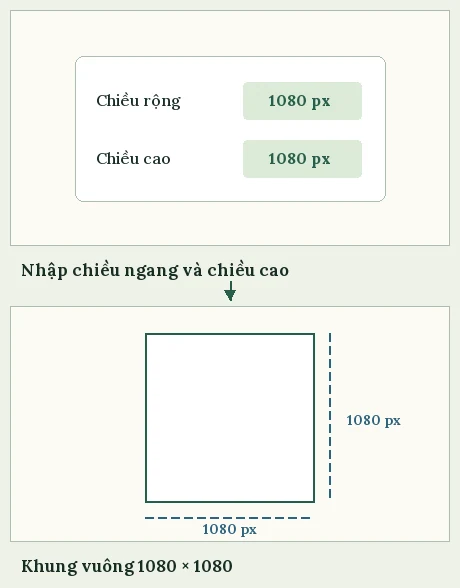 Chiều rộng 1080 px
Chiều cao 1080 px
Nhập chiều ngang và chiều cao
1080 px
1080 px
Khung vuông 1080 × 1080